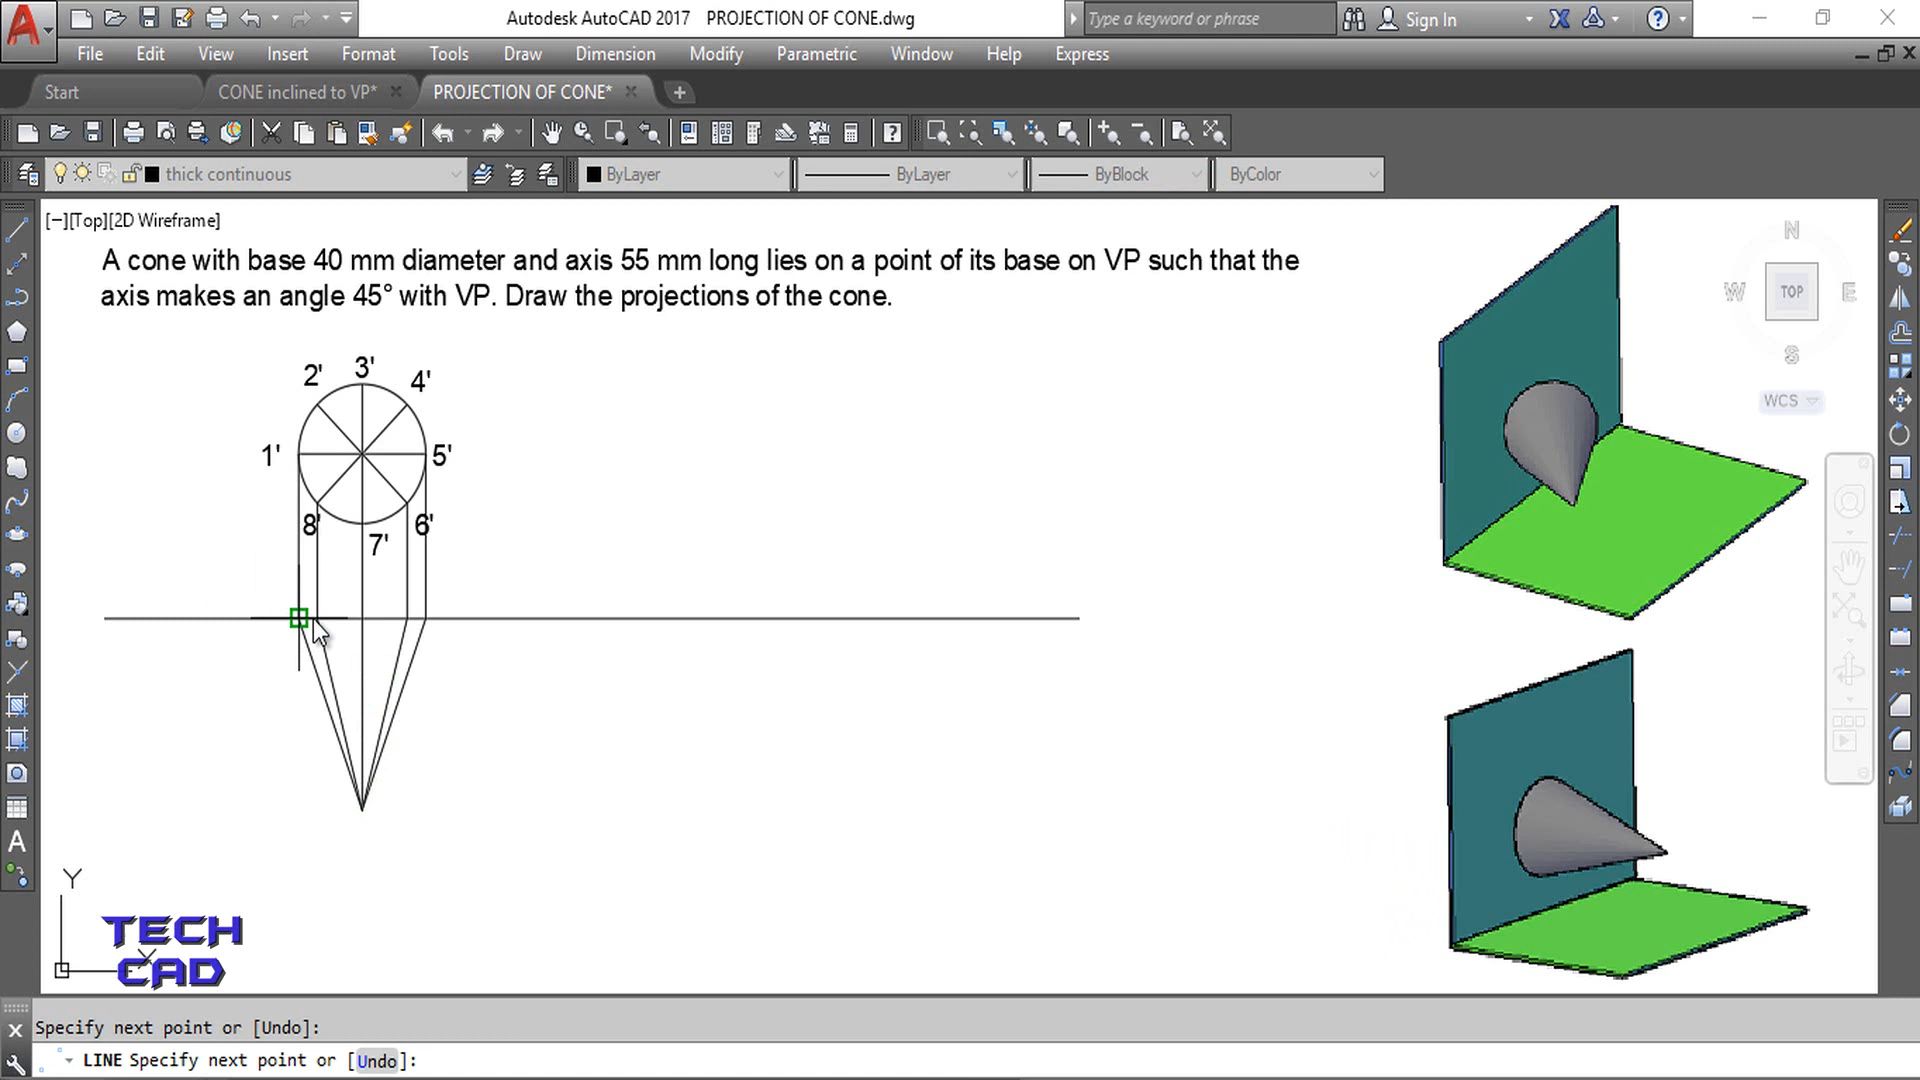 Autodesk AutoCAD 2017 PROJECTION OF CONE.dwg
Type a keyword or phrase
Sign In
File Edit View Insert Format Tools Draw Dimension Modify Parametric Window Help Express
Start CONE inclined to VP* PROJECTION OF CONE*
thick continuous ByLayer ByLayer ByBlock ByColor
[−][Top][2D Wireframe]
A cone with base 40 mm diameter and axis 55 mm long lies on a point of its base on VP such that the
axis makes an angle 45° with VP. Draw the projections of the cone.
N
W TOP E
S
WCS
2' 3' 4'
1' 5'
8' 6'
7'
Y
X
TECH
CAD
Specify next point or [Undo]:
LINE Specify next point or [Undo]: